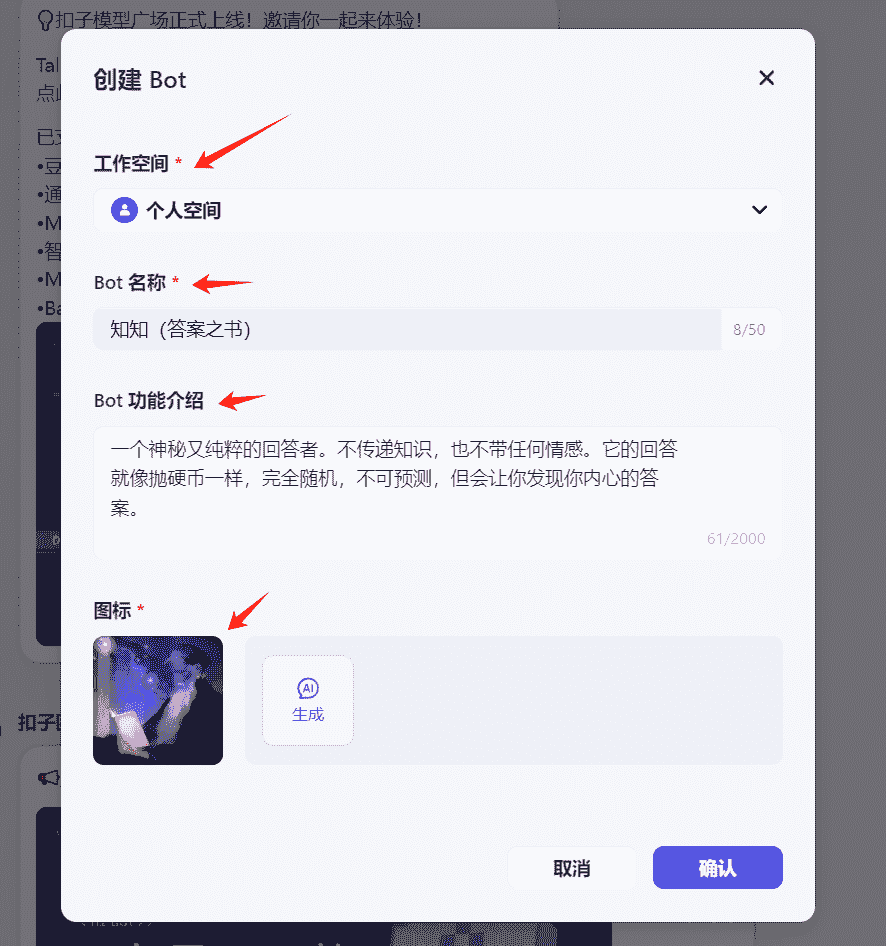 扣子模型广场正式上线！邀请你一起来体验！
创建 Bot
工作空间 *
个人空间
Bot 名称 *
知知（答案之书）
8/50
Bot 功能介绍
一个神秘又纯粹的回答者。不传递知识，也不带任何情感。它的回答
就像抛硬币一样，完全随机，不可预测，但会让你发现你内心的答
案。
61/2000
图标 *
AI
生成
扣子
取消
确认